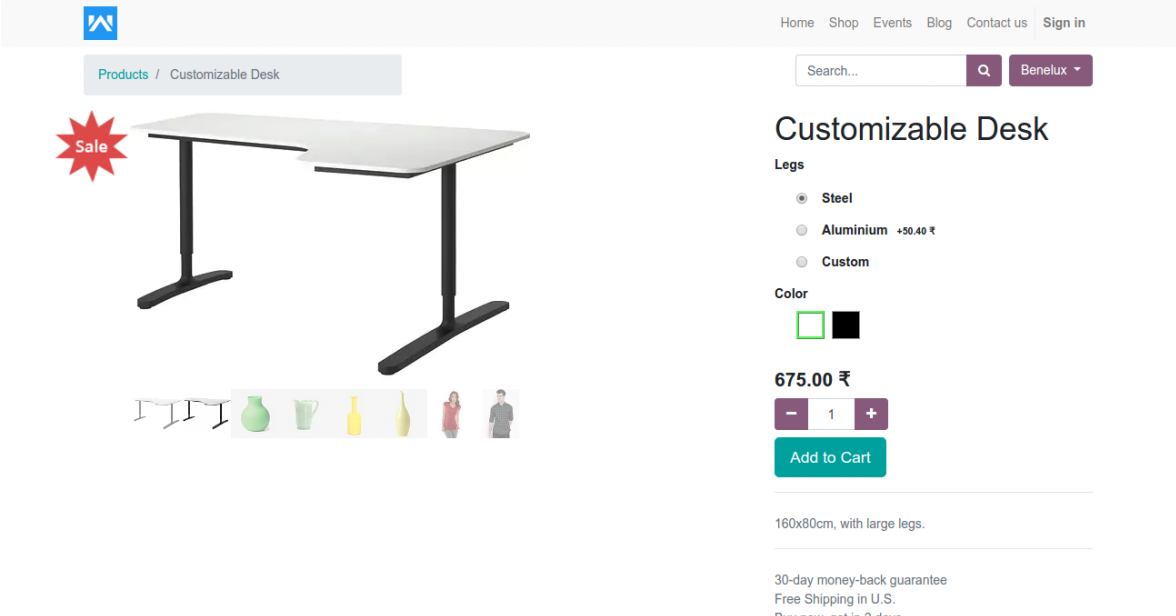 Home Shop Events Blog Contact us Sign in
Products / Customizable Desk
Search...
Benelux
Sale
Customizable Desk
Legs
Steel
Aluminium +50.40 ₹
Custom
Color
675.00 ₹
1
Add to Cart
160x80cm, with large legs.
30-day money-back guarantee
Free Shipping in U.S.